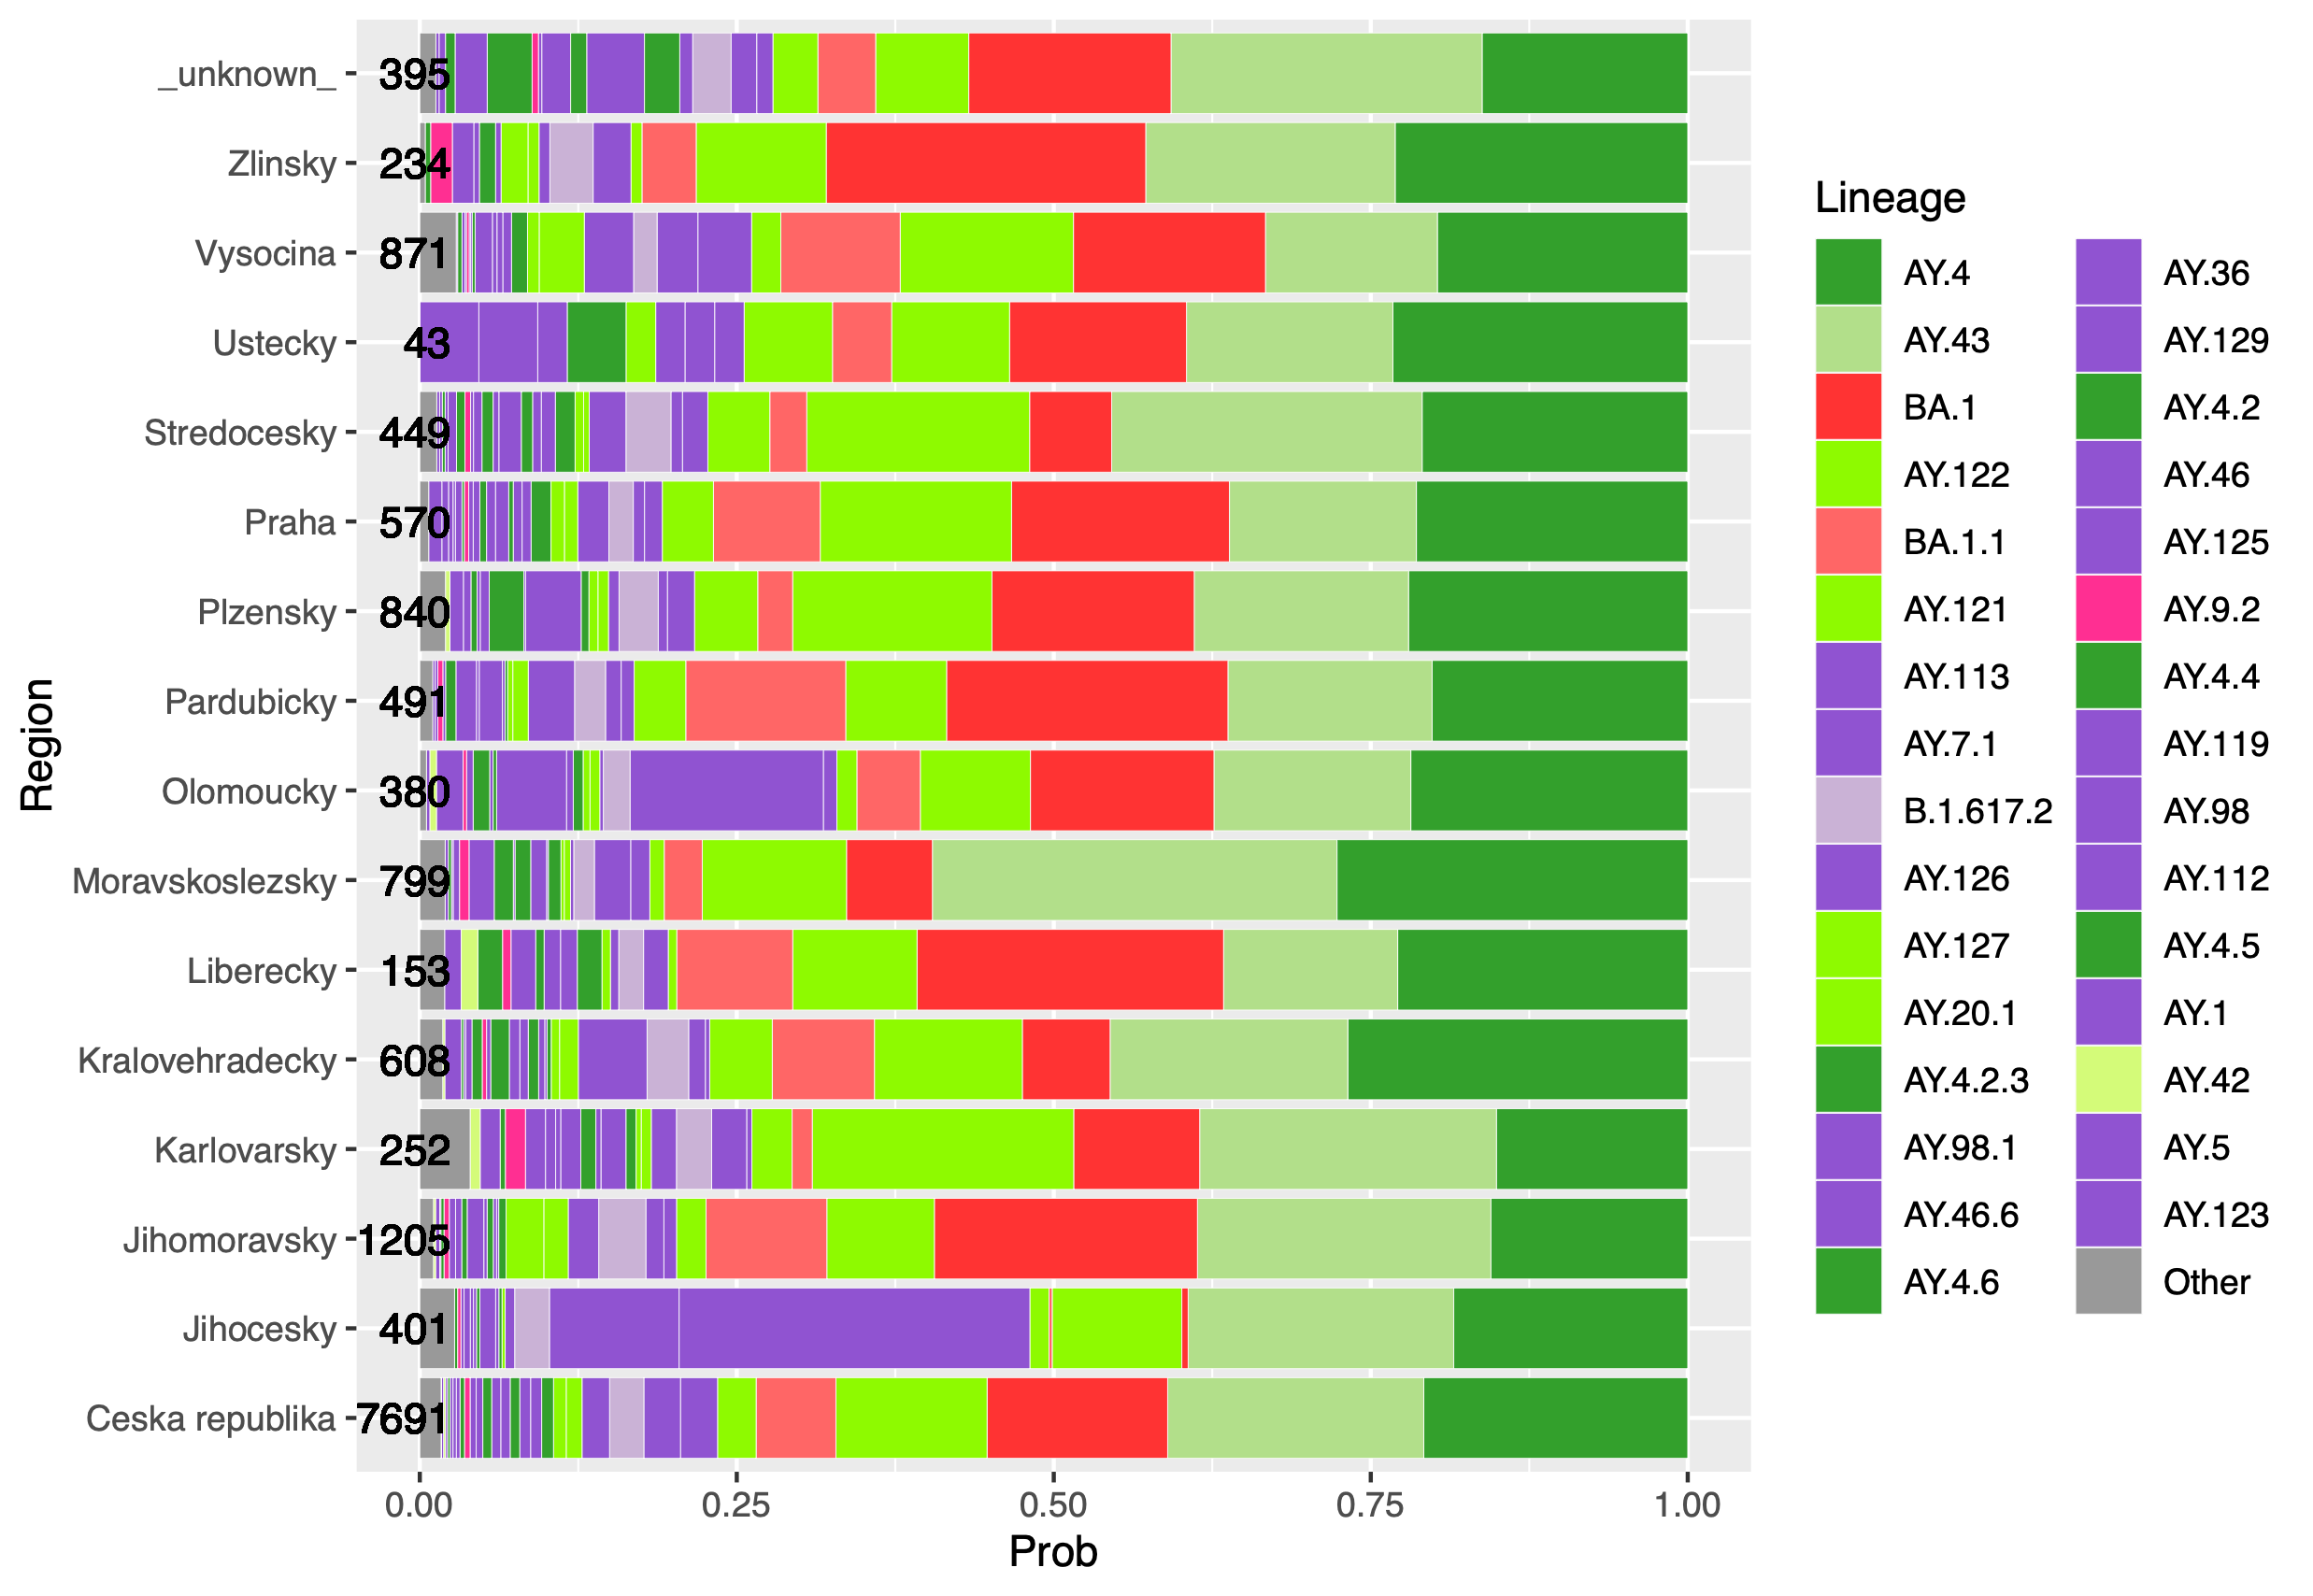 _unknown_ 395
Zlinsky 234
Vysocina 871
Ustecky 43
Stredocesky 449
Praha 570
Plzensky 840
Pardubicky 491
Olomoucky 380
Moravskoslezsky 799
Liberecky 153
Kralovehradecky 608
Karlovarsky 252
Jihomoravsky 1205
Jihocesky 401
Ceska republika 7691
Region
0.00 0.25 0.50 0.75 1.00
Prob
Lineage
AY.4
AY.43
BA.1
AY.122
BA.1.1
AY.121
AY.113
AY.7.1
B.1.617.2
AY.126
AY.127
AY.20.1
AY.4.2.3
AY.98.1
AY.46.6
AY.4.6
AY.36
AY.129
AY.4.2
AY.46
AY.125
AY.9.2
AY.4.4
AY.119
AY.98
AY.112
AY.4.5
AY.1
AY.42
AY.5
AY.123
Other